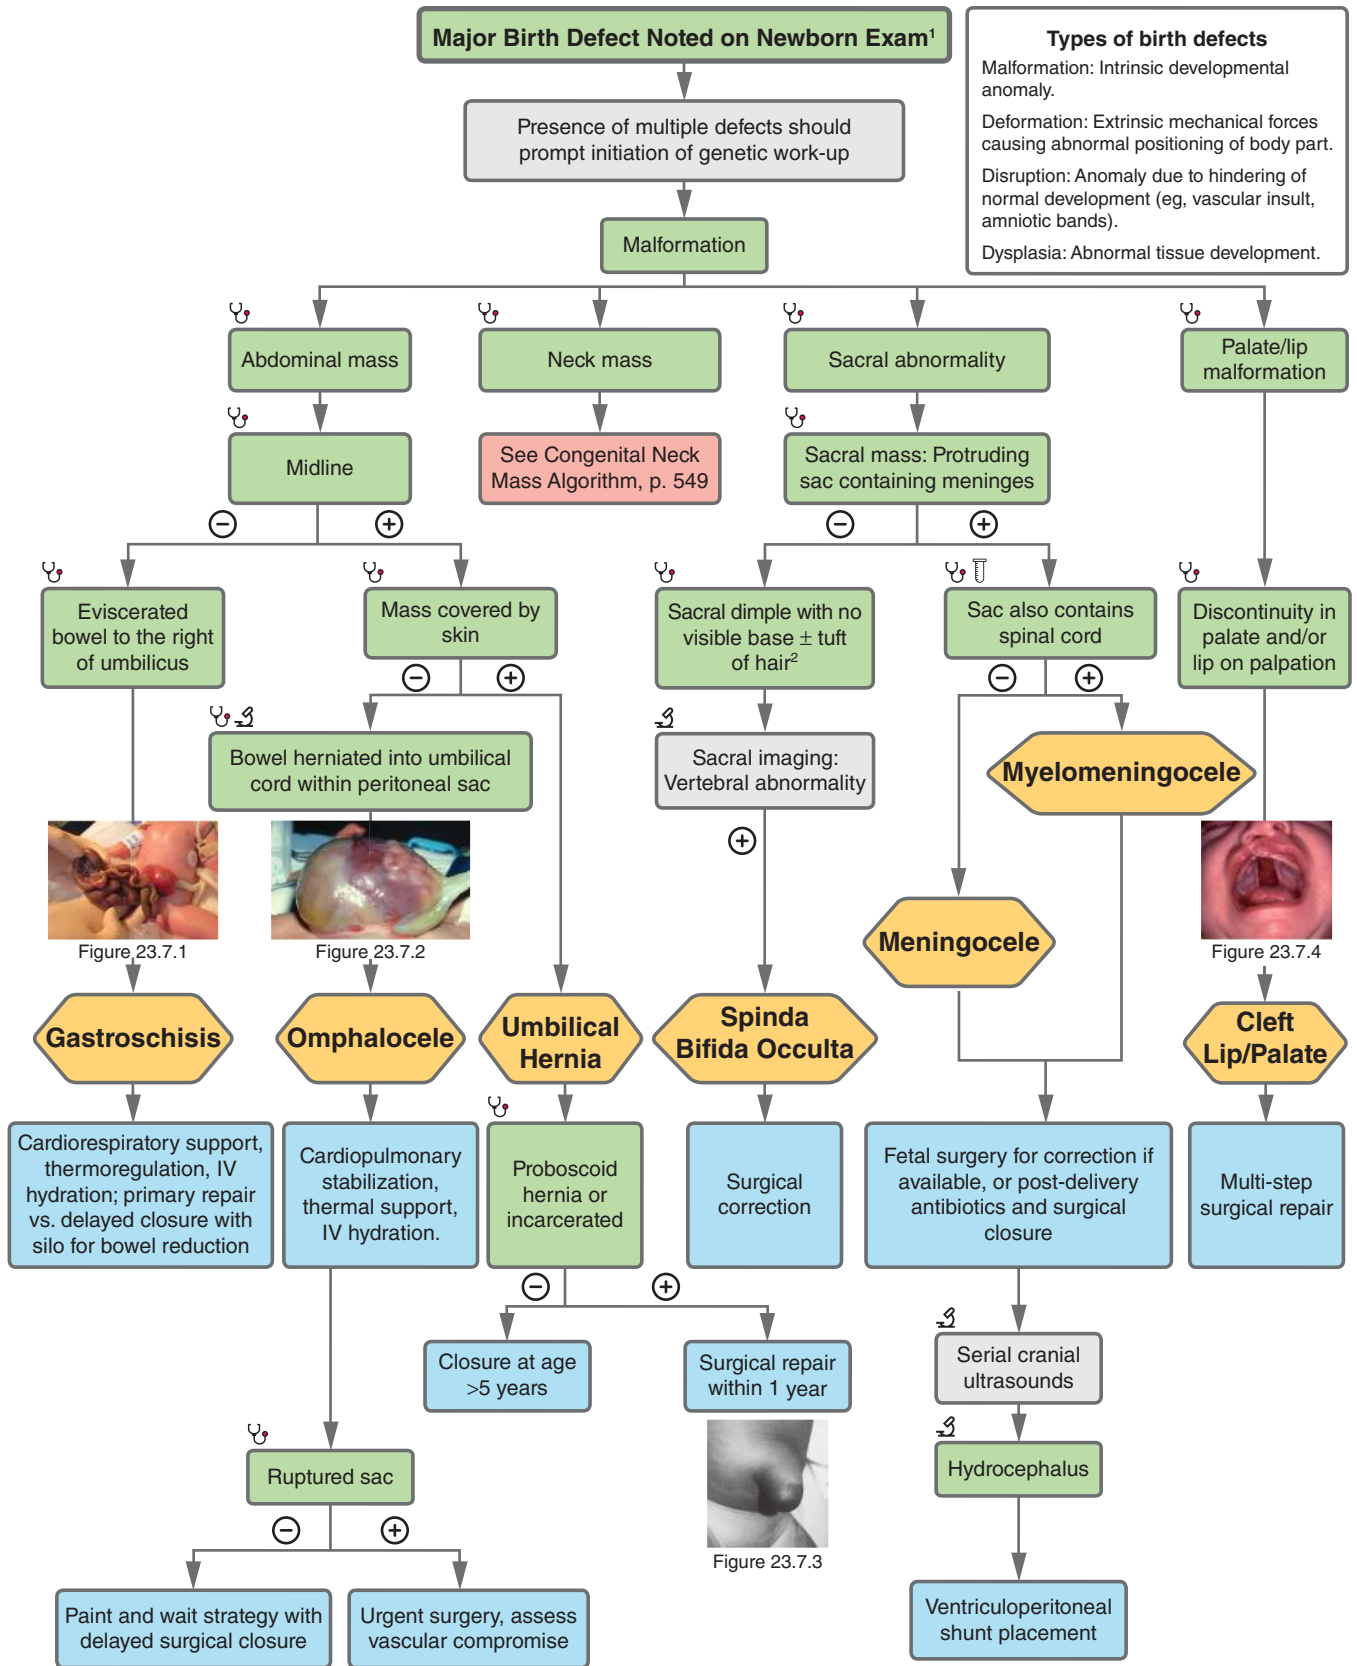 Major Birth Defect Noted on Newborn Exam¹
Types of birth defects
Malformation: Intrinsic developmental
anomaly.
Deformation: Extrinsic mechanical forces
causing abnormal positioning of body part.
Disruption: Anomaly due to hindering of
normal development (eg, vascular insult,
amniotic bands).
Dysplasia: Abnormal tissue development.
Presence of multiple defects should
prompt initiation of genetic work-up
Malformation
Abdominal mass
Neck mass
Sacral abnormality
Palate/lip
malformation
Midline
See Congenital Neck
Mass Algorithm, p. 549
Sacral mass: Protruding
sac containing meninges
−
+
−
+
Eviscerated
bowel to the right
of umbilicus
Mass covered by
skin
Sacral dimple with no
visible base ± tuft
of hair²
Sac also contains
spinal cord
Discontinuity in
palate and/or
lip on palpation
−
+
−
+
Bowel herniated into umbilical
cord within peritoneal sac
Sacral imaging:
Vertebral abnormality
Myelomeningocele
+
Figure 23.7.1
Figure 23.7.2
Meningocele
Figure 23.7.4
Gastroschisis
Omphalocele
Umbilical
Hernia
Spinda
Bifida Occulta
Cleft
Lip/Palate
Cardiorespiratory support,
thermoregulation, IV
hydration; primary repair
vs. delayed closure with
silo for bowel reduction
Cardiopulmonary
stabilization,
thermal support,
IV hydration.
Proboscoid
hernia or
incarcerated
Surgical
correction
Fetal surgery for correction if
available, or post-delivery
antibiotics and surgical
closure
Multi-step
surgical repair
−
+
Closure at age
>5 years
Surgical repair
within 1 year
Serial cranial
ultrasounds
Figure 23.7.3
Ruptured sac
Hydrocephalus
−
+
Paint and wait strategy with
delayed surgical closure
Urgent surgery, assess
vascular compromise
Ventriculoperitoneal
shunt placement